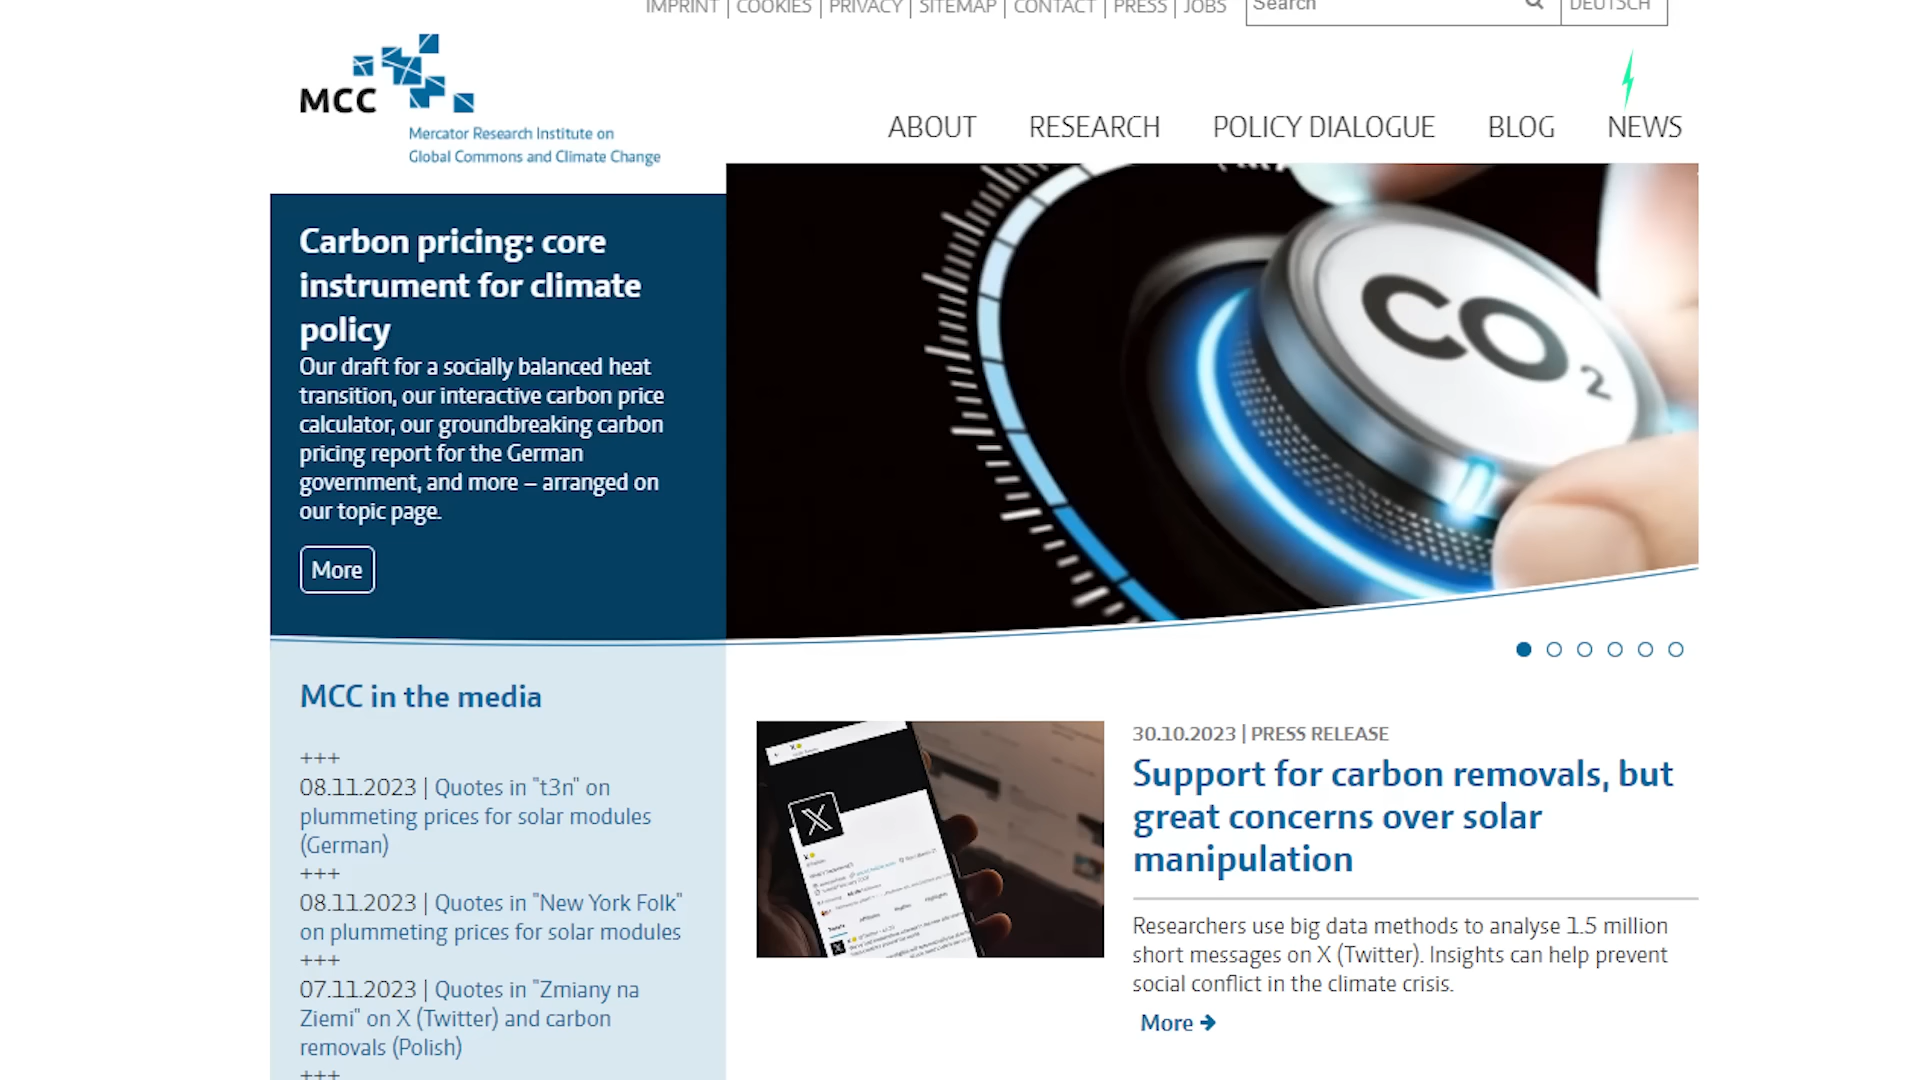 IMPRINT | COOKIES | PRIVACY | SITEMAP | CONTACT | PRESS | JOBS
Search
DEUTSCH
MCC
Mercator Research Institute on
Global Commons and Climate Change
ABOUT RESEARCH POLICY DIALOGUE BLOG NEWS
Carbon pricing: core
instrument for climate
policy
Our draft for a socially balanced heat
transition, our interactive carbon price
calculator, our groundbreaking carbon
pricing report for the German
government, and more – arranged on
our topic page.
More
CO2
MCC in the media
+++
08.11.2023 | Quotes in "t3n" on
plummeting prices for solar modules
(German)
+++
08.11.2023 | Quotes in "New York Folk"
on plummeting prices for solar modules
+++
07.11.2023 | Quotes in "Zmiany na
Ziemi" on X (Twitter) and carbon
removals (Polish)
+++
X
30.10.2023 | PRESS RELEASE
Support for carbon removals, but
great concerns over solar
manipulation
Researchers use big data methods to analyse 1.5 million
short messages on X (Twitter). Insights can help prevent
social conflict in the climate crisis.
More